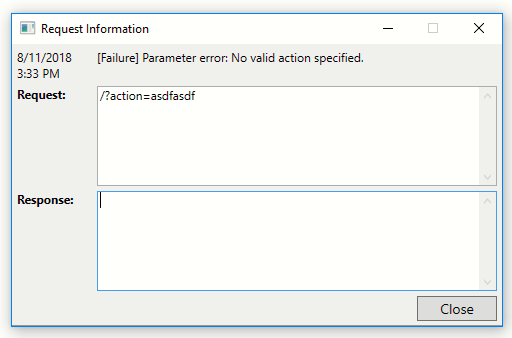 Request Information
8/11/2018
3:33 PM
[Failure] Parameter error: No valid action specified.
Request:
/?action=asdfasdf
Response:
Close